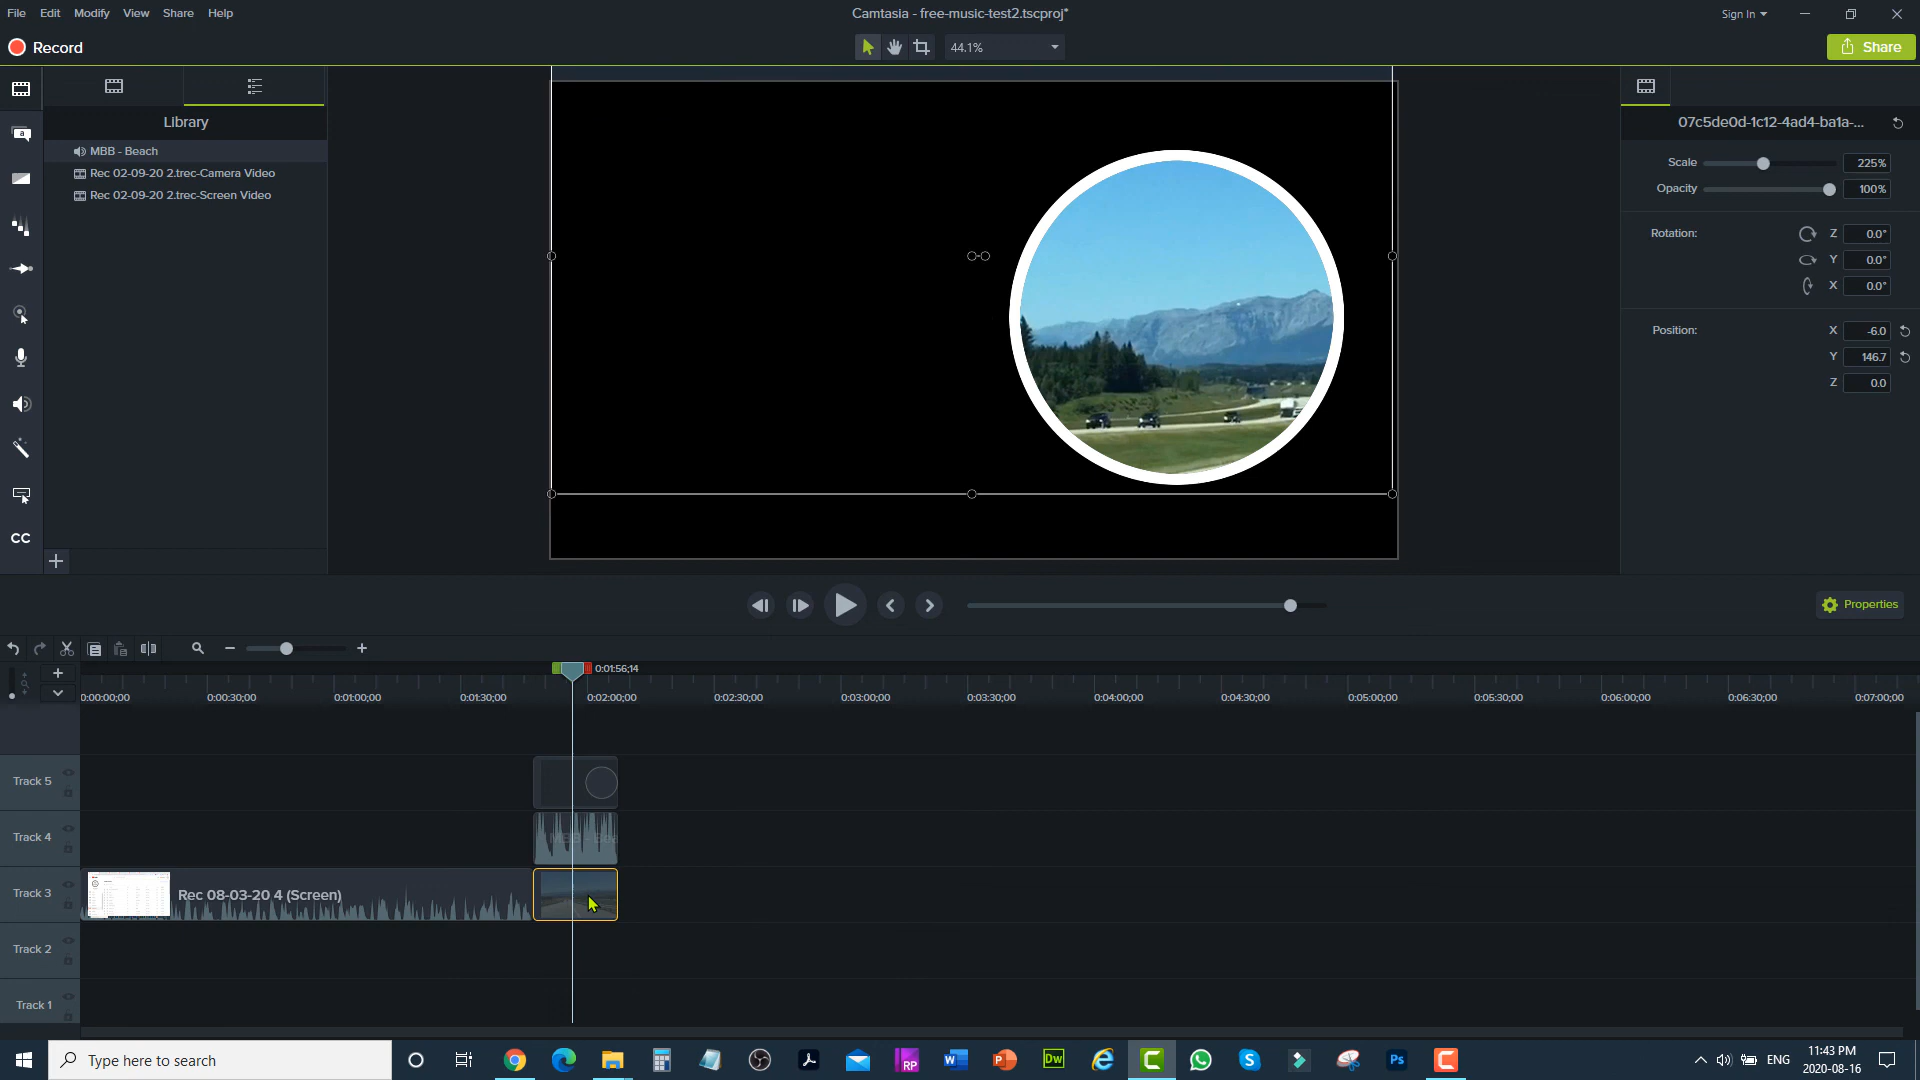 File Edit Modify View Share Help
Camtasia - free-music-test2.tscproj*
Sign In
Record
44.1%
Share
Library
MBB - Beach
Rec 02-09-20 2.trec-Camera Video
Rec 02-09-20 2.trec-Screen Video
a
CC
07c5de0d-1c12-4ad4-ba1a-...
Scale 225%
Opacity 100%
Rotation: Z 0.0°
Y 0.0°
X 0.0°
Position: X -6.0
Y 146.7
Z 0.0
Properties
0:01:56;14
0:00:00;00 0:00:30;00 0:01:00;00 0:01:30;00 0:02:00;00 0:02:30;00 0:03:00;00 0:03:30;00 0:04:00;00 0:04:30;00 0:05:00;00 0:05:30;00 0:06:00;00 0:06:30;00 0:07:00;00
Track 5
Track 4
Track 3
Rec 08-03-20 4 (Screen)
Track 2
Track 1
Type here to search
RP
Dw
Ps
ENG
11:43 PM
2020-08-16